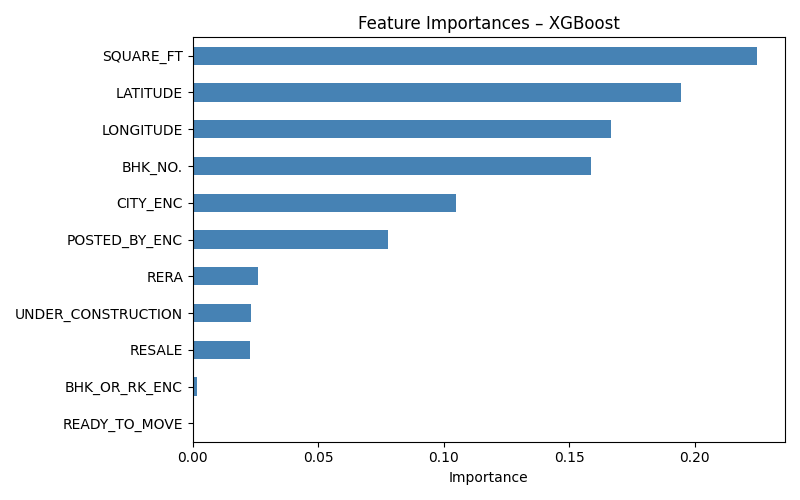 Feature Importances – XGBoost
SQUARE_FT
LATITUDE
LONGITUDE
BHK_NO.
CITY_ENC
POSTED_BY_ENC
RERA
UNDER_CONSTRUCTION
RESALE
BHK_OR_RK_ENC
READY_TO_MOVE
0.00 0.05 0.10 0.15 0.20
Importance